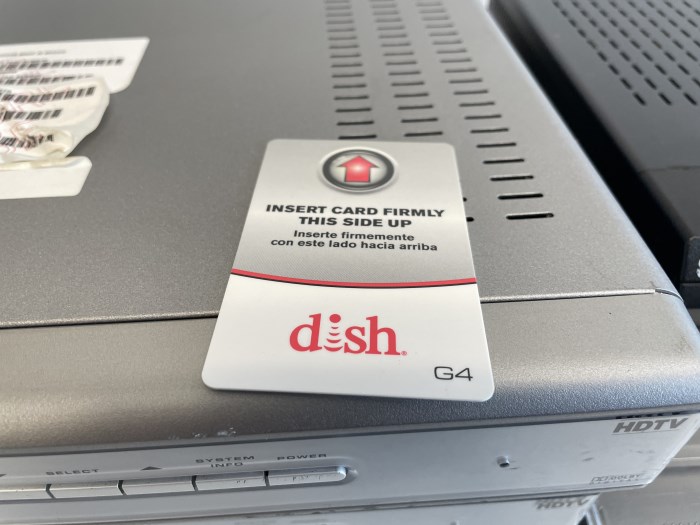 INSERT CARD FIRMLY
THIS SIDE UP
Inserte firmemente
con este lado hacia arriba
dish
G4
HDTV
SELECT
SYSTEM
INFO
POWER
HDTV